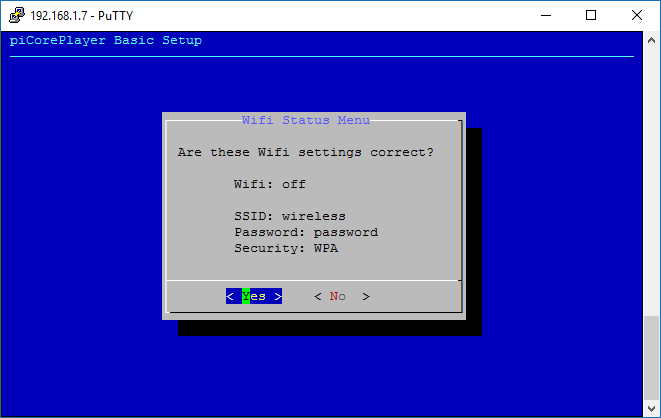 192.168.1.7 - PuTTY
piCorePlayer Basic Setup
Wifi Status Menu
Are these Wifi settings correct?
Wifi: off
SSID: wireless
Password: password
Security: WPA
< Yes > < No >